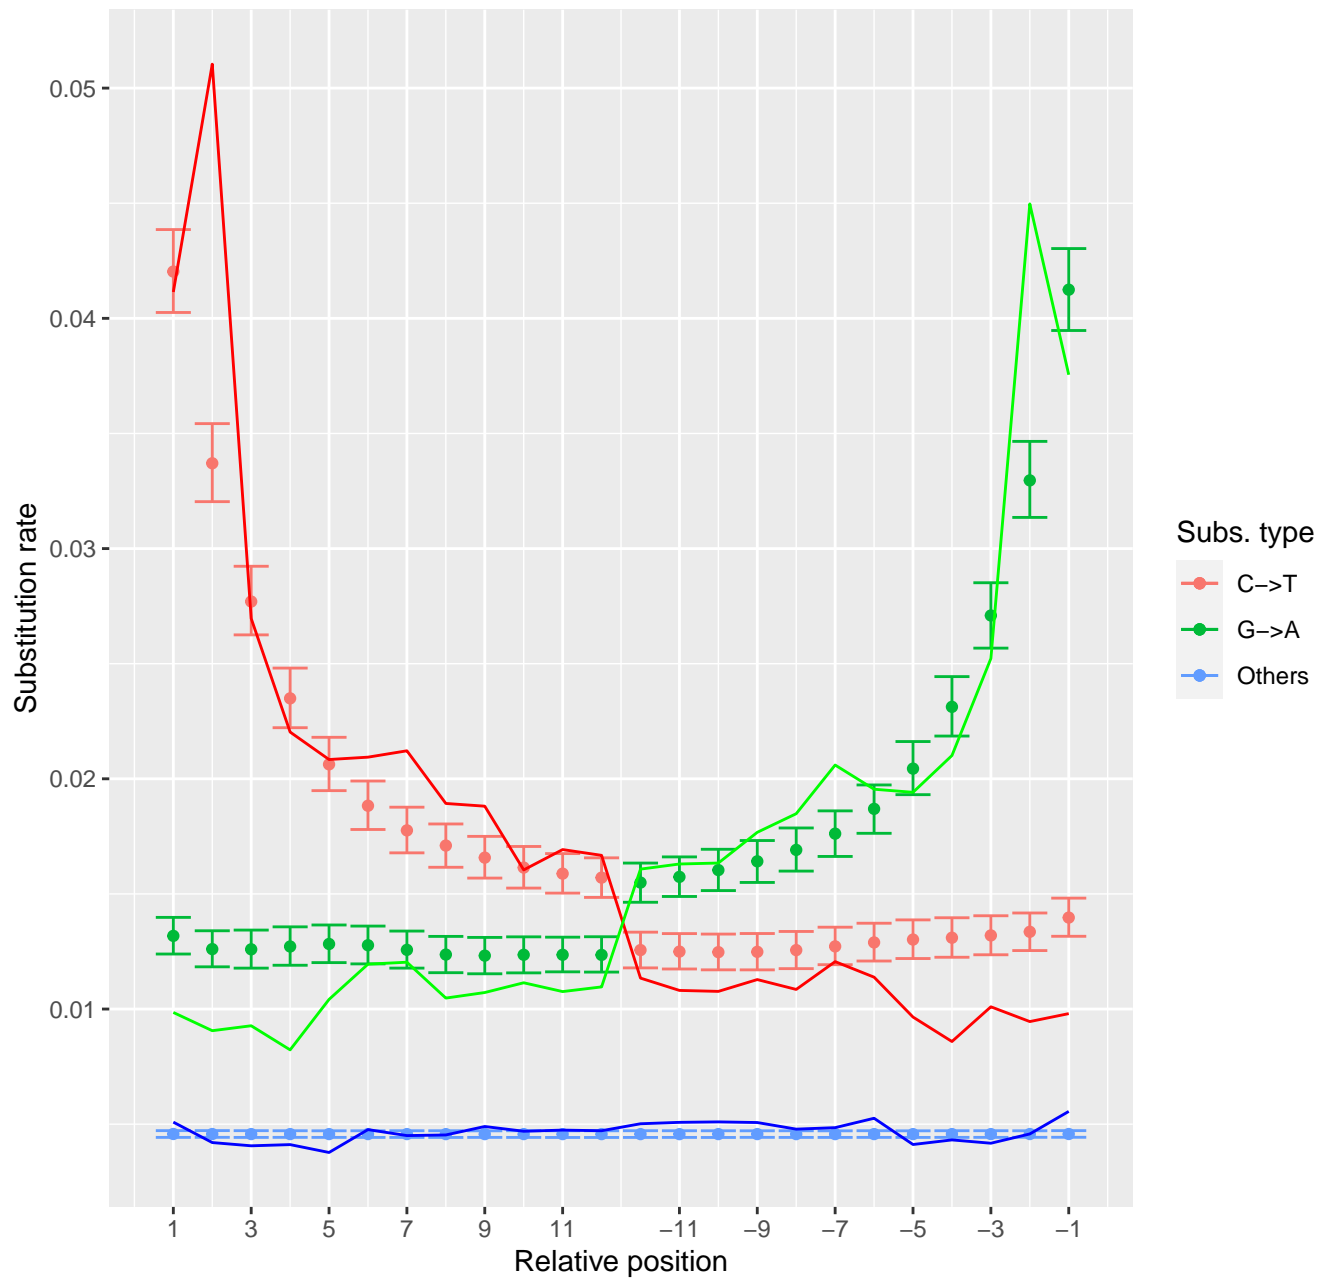 0.05
0.04
0.03
0.02
0.01
Substitution rate
1 3 5 7 9 11 −11 −9 −7 −5 −3 −1
Relative position
Subs. type
C−>T
G−>A
Others